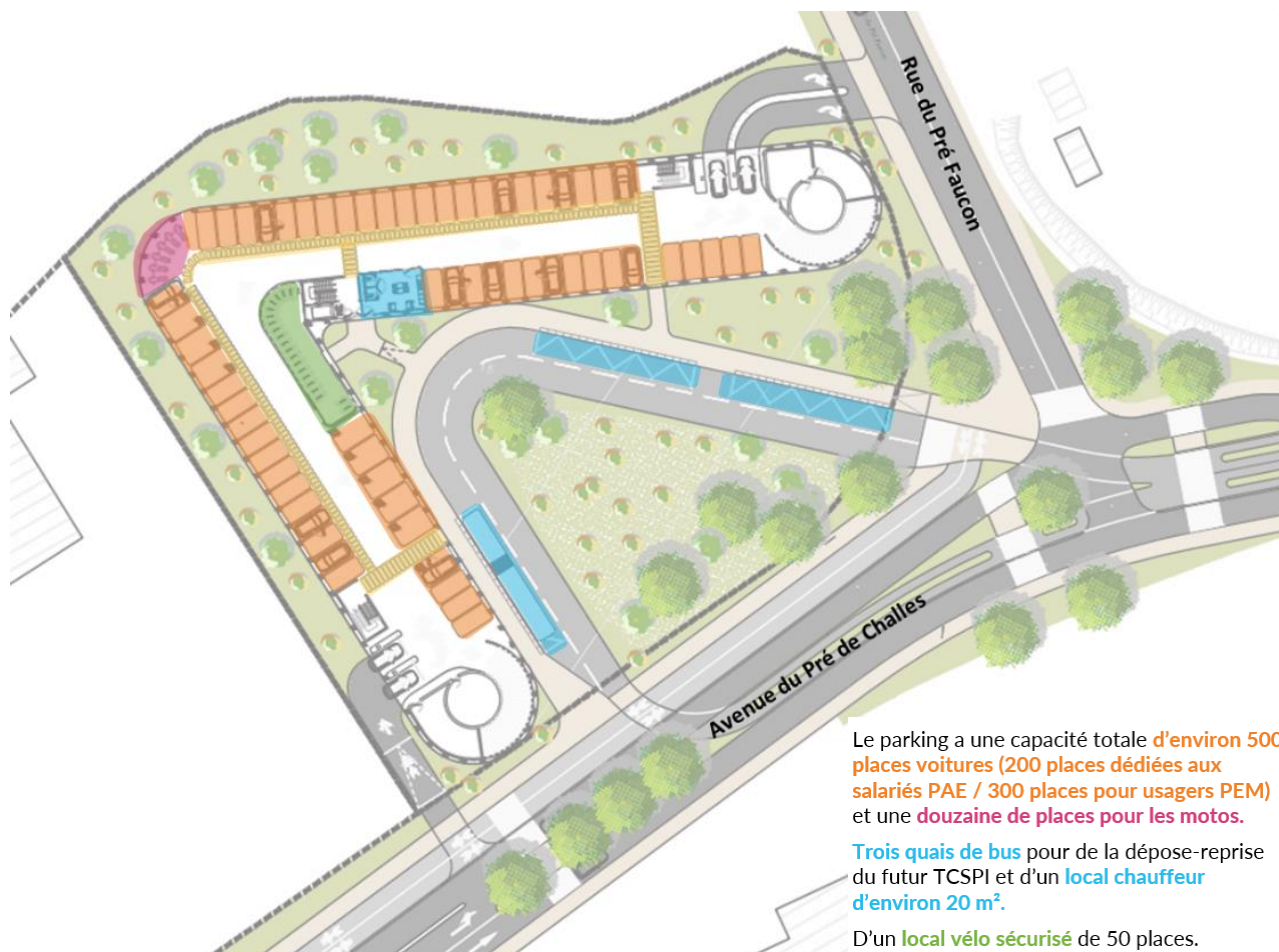 Rue du Pré Faucon
Avenue du Pré de Challes
Le parking a une capacité totale d'environ 500
places voitures (200 places dédiées aux
salariés PAE / 300 places pour usagers PEM)
et une douzaine de places pour les motos.
Trois quais de bus pour de la dépose-reprise
du futur TCSPI et d'un local chauffeur
d'environ 20 m².
D'un local vélo sécurisé de 50 places.